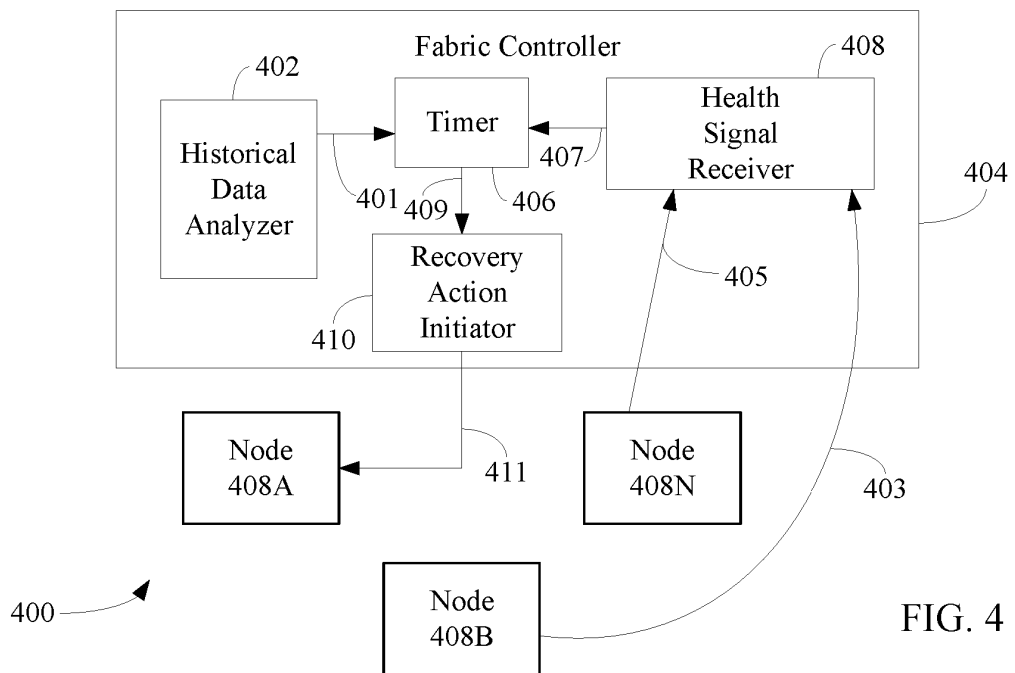 Fabric Controller
402
408
Historical
Data
Analyzer
Timer
Health
Signal
Receiver
401
409
406
407
404
Recovery
Action
Initiator
410
405
Node
408A
411
Node
408N
403
400
Node
408B
FIG. 4